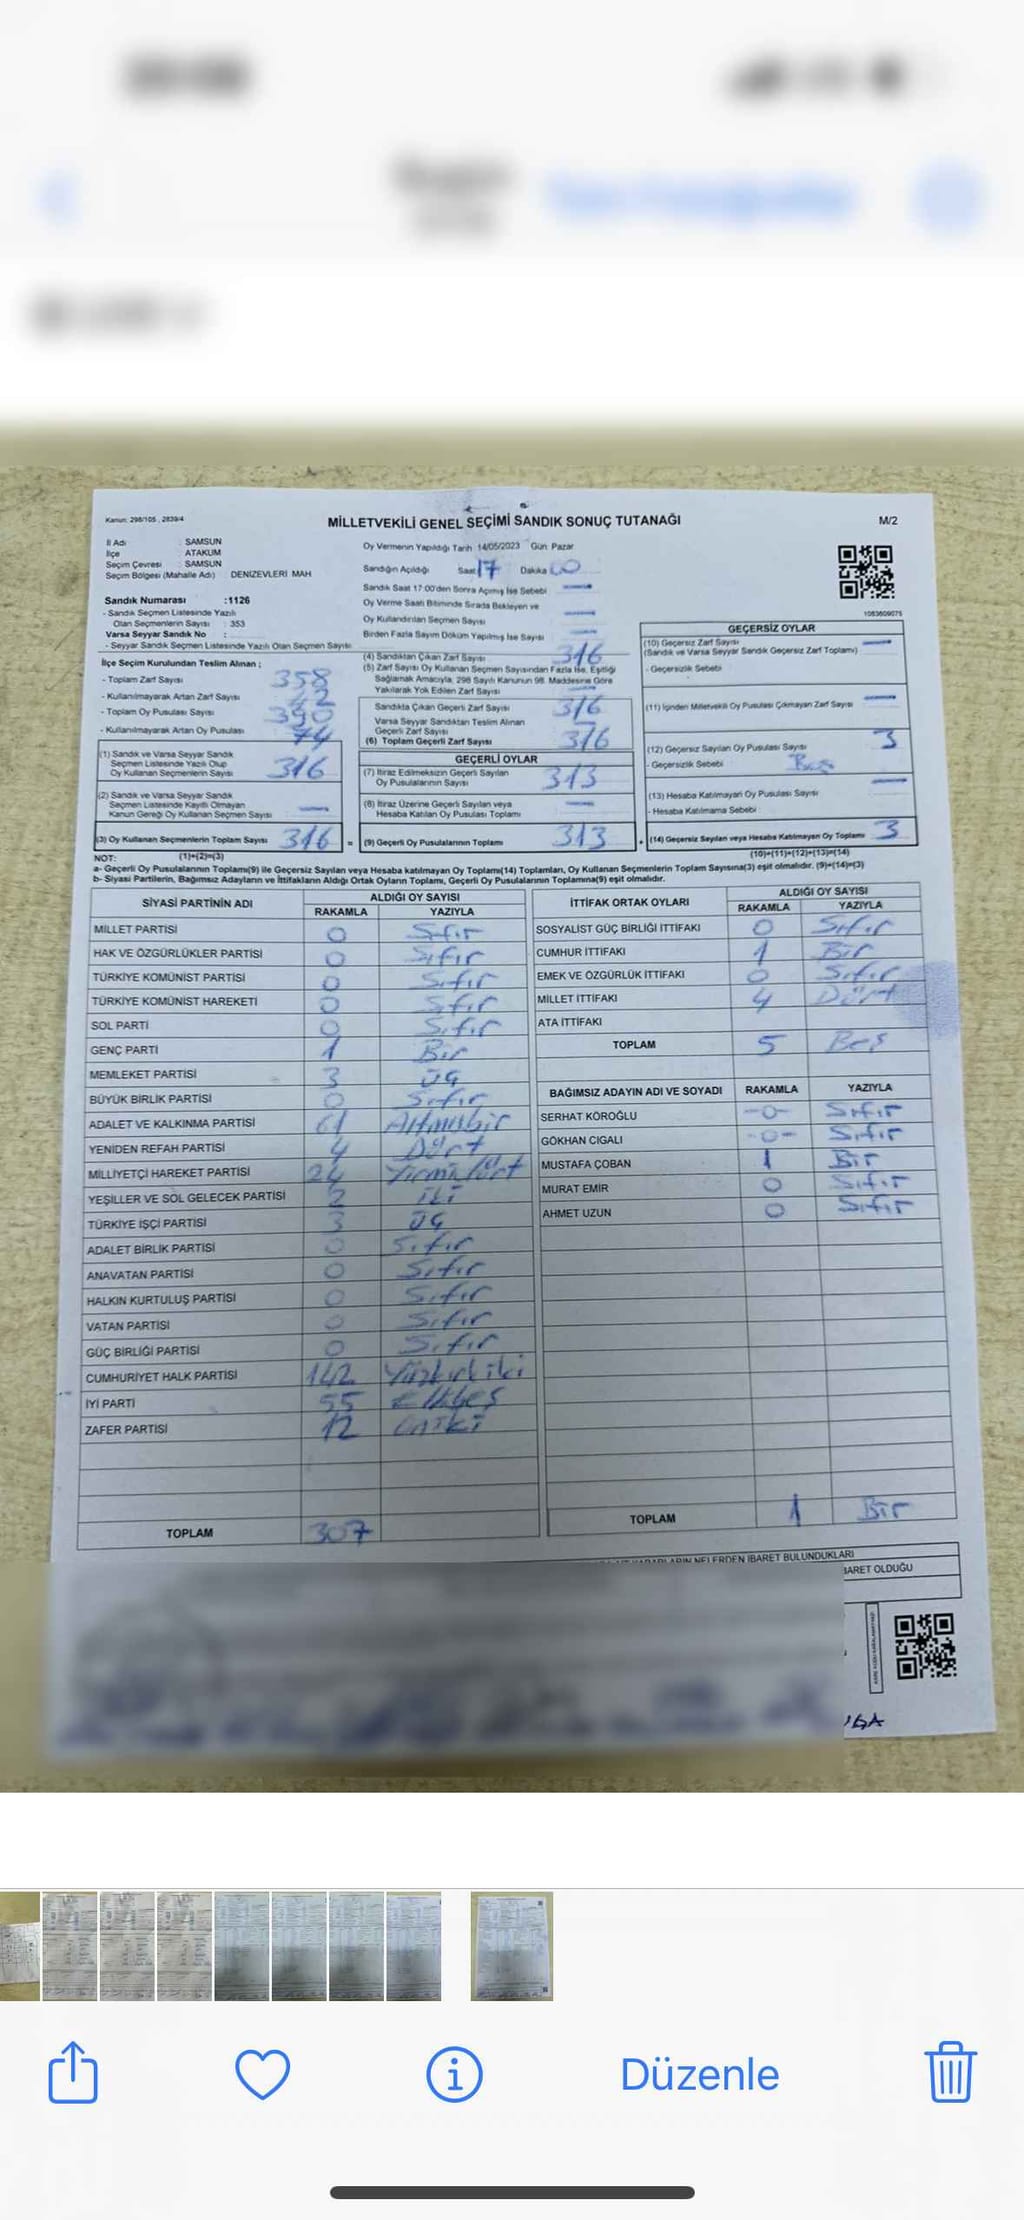 Kanun: 298/105 , 2839/4
MİLLETVEKİLİ GENEL SEÇİMİ SANDIK SONUÇ TUTANAĞI
M/2
İl Adı : SAMSUN
İlçe : ATAKUM
Seçim Çevresi : SAMSUN
Seçim Bölgesi (Mahalle Adı) : DENİZEVLERİ MAH
Sandık Numarası :1126
- Sandık Seçmen Listesinde Yazılı
Olan Seçmenlerin Sayısı : 353
Varsa Seyyar Sandık No :
- Seyyar Sandık Seçmen Listesinde Yazılı Olan Seçmen Sayısı:
İlçe Seçim Kurulundan Teslim Alınan ;
- Toplam Zarf Sayısı 358
- Kullanılmayarak Artan Zarf Sayısı 42
- Toplam Oy Pusulası Sayısı 390
- Kullanılmayarak Artan Oy Pusulası 74
(1) Sandık ve Varsa Seyyar Sandık
Seçmen Listesinde Yazılı Olup
Oy Kullanan Seçmenlerin Sayısı 316
(2) Sandık ve Varsa Seyyar Sandık
Seçmen Listesinde Kayıtlı Olmayan
Kanun Gereği Oy Kullanan Seçmen Sayısı —
(3) Oy Kullanan Seçmenlerin Toplam Sayısı 316 =
(1)+(2)=(3)
Oy Vermenin Yapıldığı Tarih 14/05/2023 Gün Pazar
Sandığın Açıldığı Saat 17 Dakika 00
Sandık Saat 17:00'den Sonra Açılmış İse Sebebi —
Oy Verme Saati Bitiminde Sırada Bekleyen ve
Oy Kullandırılan Seçmen Sayısı —
Birden Fazla Sayım Döküm Yapılmış İse Sayısı —
(4) Sandıktan Çıkan Zarf Sayısı 316
(5) Zarf Sayısı Oy Kullanan Seçmen Sayısından Fazla İse, Eşitliği
Sağlamak Amacıyla, 298 Sayılı Kanunun 98. Maddesine Göre
Yakılarak Yok Edilen Zarf Sayısı —
Sandıkta Çıkan Geçerli Zarf Sayısı 316
Varsa Seyyar Sandıktan Teslim Alınan
Geçerli Zarf Sayısı —
(6) Toplam Geçerli Zarf Sayısı 316
GEÇERLİ OYLAR
(7) İtiraz Edilmeksizin Geçerli Sayılan
Oy Pusulalarının Sayısı 313
(8) İtiraz Üzerine Geçerli Sayılan veya
Hesaba Katılan Oy Pusulası Toplamı —
(9) Geçerli Oy Pusulalarının Toplamı 313 +
1083609075
GEÇERSİZ OYLAR
(10) Geçersiz Zarf Sayısı —
(Sandık ve Varsa Seyyar Sandık Geçersiz Zarf Toplamı)
- Geçersizlik Sebebi
(11) İçinden Milletvekili Oy Pusulası Çıkmayan Zarf Sayısı —
(12) Geçersiz Sayılan Oy Pusulası Sayısı 3
- Geçersizlik Sebebi
(13) Hesaba Katılmayan Oy Pusulası Sayısı —
- Hesaba Katılmama Sebebi
(14) Geçersiz Sayılan veya Hesaba Katılmayan Oy Toplamı 3
(10)+(11)+(12)+(13)=(14)
NOT:
a- Geçerli Oy Pusulalarının Toplamı(9) ile Geçersiz Sayılan veya Hesaba katılmayan Oy Toplamı(14) Toplamları, Oy Kullanan Seçmenlerin Toplam Sayısına(3) eşit olmalıdır. (9)+(14)=(3)
b- Siyasi Partilerin, Bağımsız Adayların ve İttifakların Aldığı Ortak Oyların Toplamı, Geçerli Oy Pusulalarının Toplamına(9) eşit olmalıdır.
SİYASİ PARTİNİN ADI ALDIĞI OY SAYISI
RAKAMLA YAZIYLA
MİLLET PARTİSİ 0 Sıfır
HAK VE ÖZGÜRLÜKLER PARTİSİ 0 Sıfır
TÜRKİYE KOMÜNİST PARTİSİ 0 Sıfır
TÜRKİYE KOMÜNİST HAREKETİ 0 Sıfır
SOL PARTİ 0 Sıfır
GENÇ PARTİ 1 Bir
MEMLEKET PARTİSİ 3 Üç
BÜYÜK BİRLİK PARTİSİ 0 Sıfır
ADALET VE KALKINMA PARTİSİ 61 Altmışbir
YENİDEN REFAH PARTİSİ 4 Dört
MİLLİYETÇİ HAREKET PARTİSİ 24 Yirmidört
YEŞİLLER VE SOL GELECEK PARTİSİ 2 İki
TÜRKİYE İŞÇİ PARTİSİ 3 Üç
ADALET BİRLİK PARTİSİ 0 Sıfır
ANAVATAN PARTİSİ 0 Sıfır
HALKIN KURTULUŞ PARTİSİ 0 Sıfır
VATAN PARTİSİ 0 Sıfır
GÜÇ BİRLİĞİ PARTİSİ 0 Sıfır
CUMHURİYET HALK PARTİSİ 142 Yüzkırkiki
İYİ PARTİ 55 Ellibeş
ZAFER PARTİSİ 12 Oniki
TOPLAM 307
İTTİFAK ORTAK OYLARI ALDIĞI OY SAYISI
RAKAMLA YAZIYLA
SOSYALİST GÜÇ BİRLİĞİ İTTİFAKI 0 Sıfır
CUMHUR İTTİFAKI 1 Bir
EMEK VE ÖZGÜRLÜK İTTİFAKI 0 Sıfır
MİLLET İTTİFAKI 4 Dört
ATA İTTİFAKI
TOPLAM 5 Beş
BAĞIMSIZ ADAYIN ADI VE SOYADI RAKAMLA YAZIYLA
SERHAT KÖROĞLU -0- Sıfır
GÖKHAN CIGALI -0- Sıfır
MUSTAFA ÇOBAN 1 Bir
MURAT EMİR 0 Sıfır
AHMET UZUN 0 Sıfır
TOPLAM 1 Bir
NELERDEN İBARET BULUNDUKLARI
BARET OLDUĞU
Düzenle